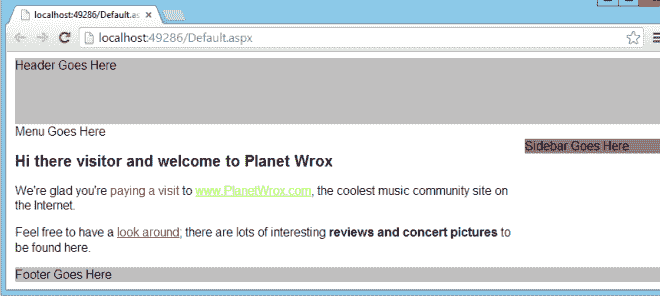 localhost:49286/Default.as
localhost:49286/Default.aspx
Header Goes Here
Menu Goes Here
Sidebar Goes Here
Hi there visitor and welcome to Planet Wrox
We're glad you're paying a visit to www.PlanetWrox.com, the coolest music community site on
the Internet.
Feel free to have a look around; there are lots of interesting reviews and concert pictures to
be found here.
Footer Goes Here